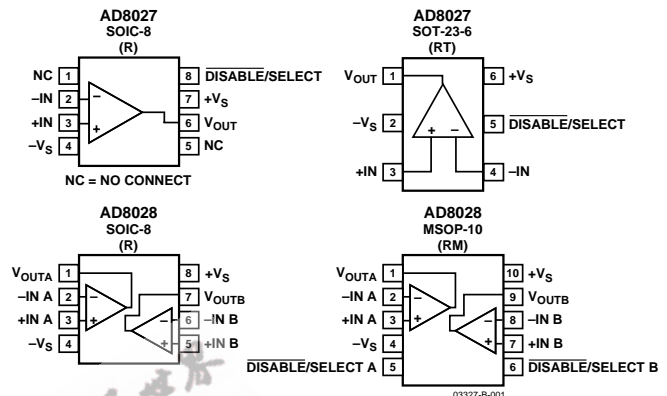 AD8027
SOIC-8
(R)
NC 1
–IN 2
+IN 3
–VS 4
8 DISABLE/SELECT
7 +VS
6 VOUT
5 NC
NC = NO CONNECT
AD8027
SOT-23-6
(RT)
VOUT 1
–VS 2
+IN 3
6 +VS
5 DISABLE/SELECT
4 –IN
AD8028
SOIC-8
(R)
VOUTA 1
–IN A 2
+IN A 3
–VS 4
8 +VS
7 VOUTB
6 –IN B
5 +IN B
AD8028
MSOP-10
(RM)
VOUTA 1
–IN A 2
+IN A 3
–VS 4
DISABLE/SELECT A 5
10 +VS
9 VOUTB
8 –IN B
7 +IN B
6 DISABLE/SELECT B
03327-B-001